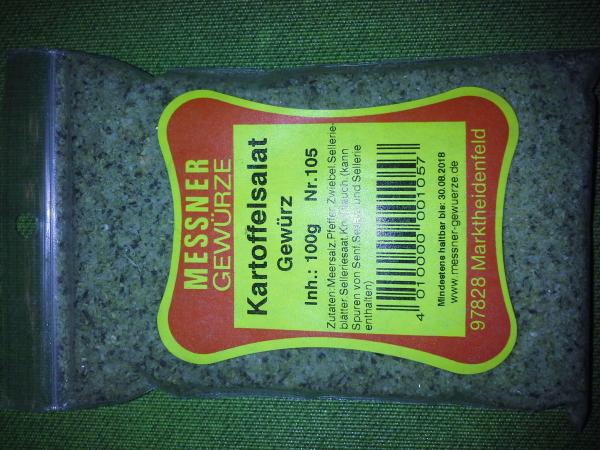 MESSNER
GEWÜRZE
Kartoffelsalat
Gewürz
Inh.: 100g Nr.105
Zutaten:Meersalz.Pfeffer.Zwiebel.Sellerie-
blätter.Selleriesaat.Knoblauch.(kann
Spuren von Senf.Sesam und Sellerie
enthalten)
4 010000 001057
Mindestens haltbar bis: 30.08.2018
www.messner-gewuerze.de
97828 Marktheidenfeld